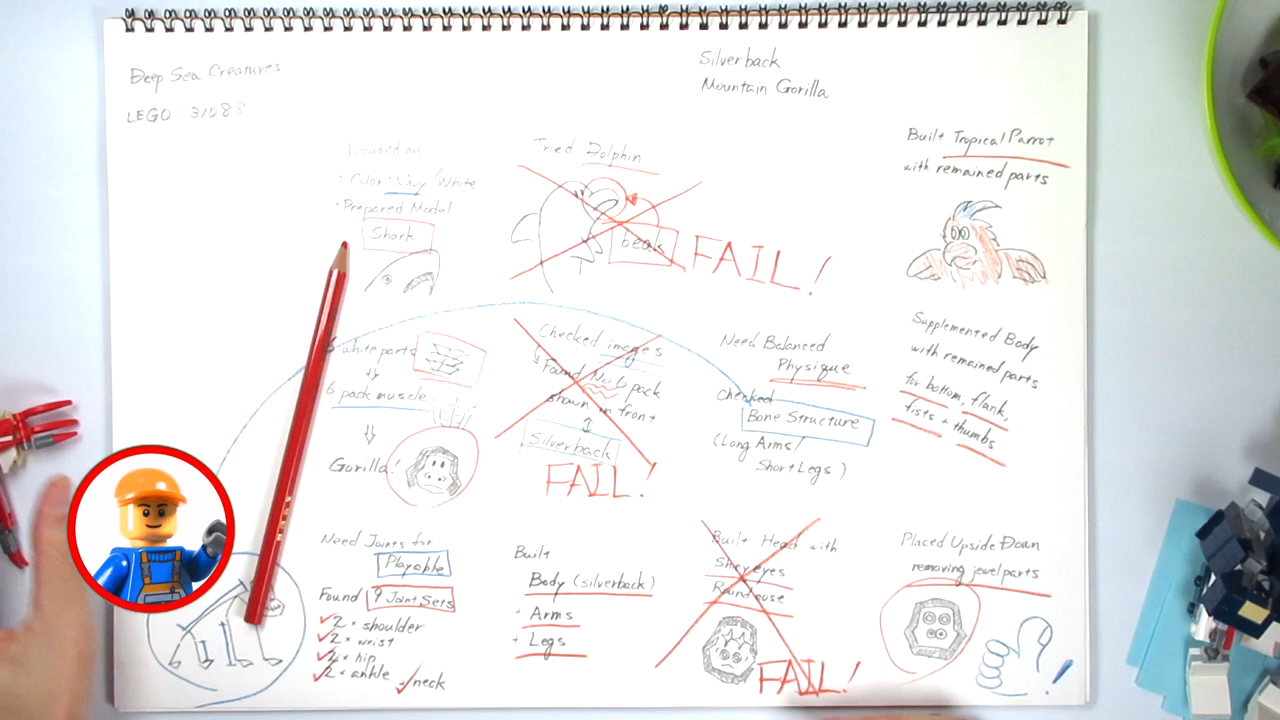 Deep Sea Creatures
LEGO : 31088
Silverback
Mountain Gorilla
Focused on
· Color: Navy/White
· Prepared Model
Shark
Tried Dolphin
beak
FAIL!
Built Tropical Parrot
with remained parts
6 white parts
6 pack muscle
Gorilla!
Checked images
Found No 6 pack
shown in front
Silverback
FAIL!
Need Balanced
Physique
Checked
Bone Structure
(Long Arms/
Short Legs)
Supplemented Body
with remained parts
for bottom, flank,
fists + thumbs
Need Joints for
Playable
Found 9 Joint Sets
2 × shoulder
2 × wrist
2 × hip
2 × ankle
neck
Built
Body (silverback)
+ Arms
+ Legs
Built Head with
eyes
Round nose
FAIL!
Placed Upside Down
removing jewel parts
!